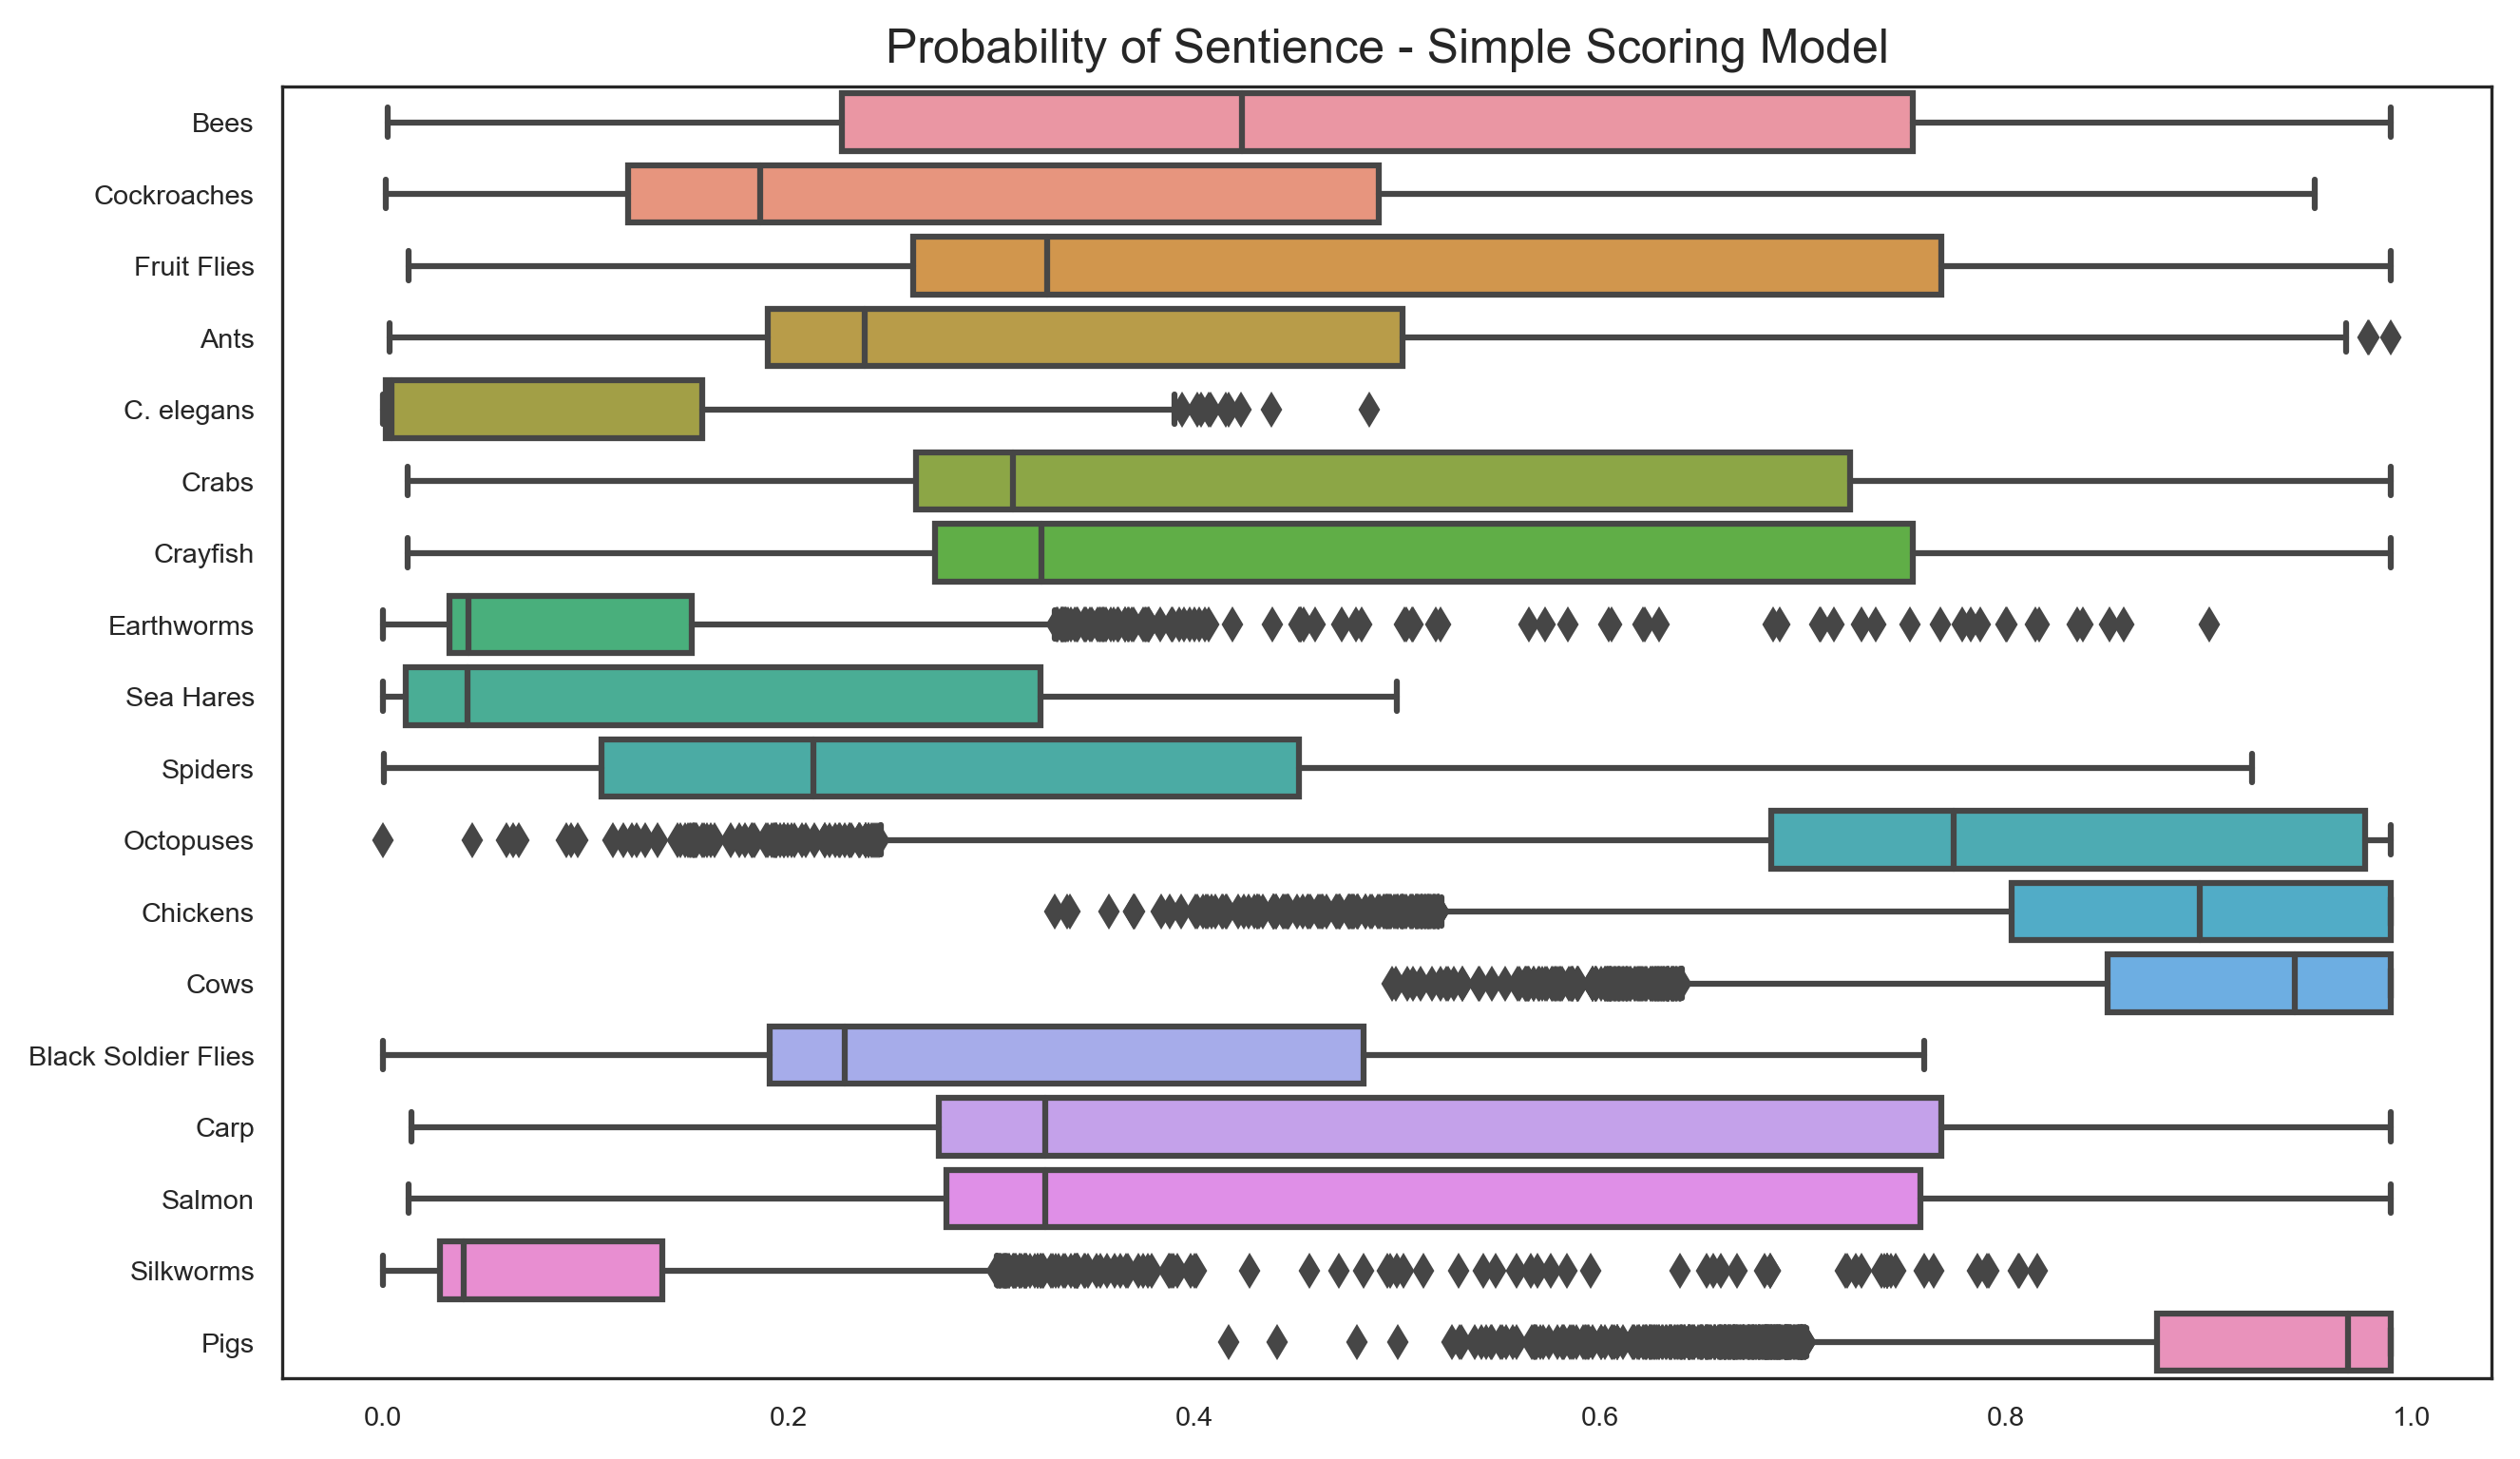 Probability of Sentience - Simple Scoring Model
Bees
Cockroaches
Fruit Flies
Ants
C. elegans
Crabs
Crayfish
Earthworms
Sea Hares
Spiders
Octopuses
Chickens
Cows
Black Soldier Flies
Carp
Salmon
Silkworms
Pigs
0.0 0.2 0.4 0.6 0.8 1.0